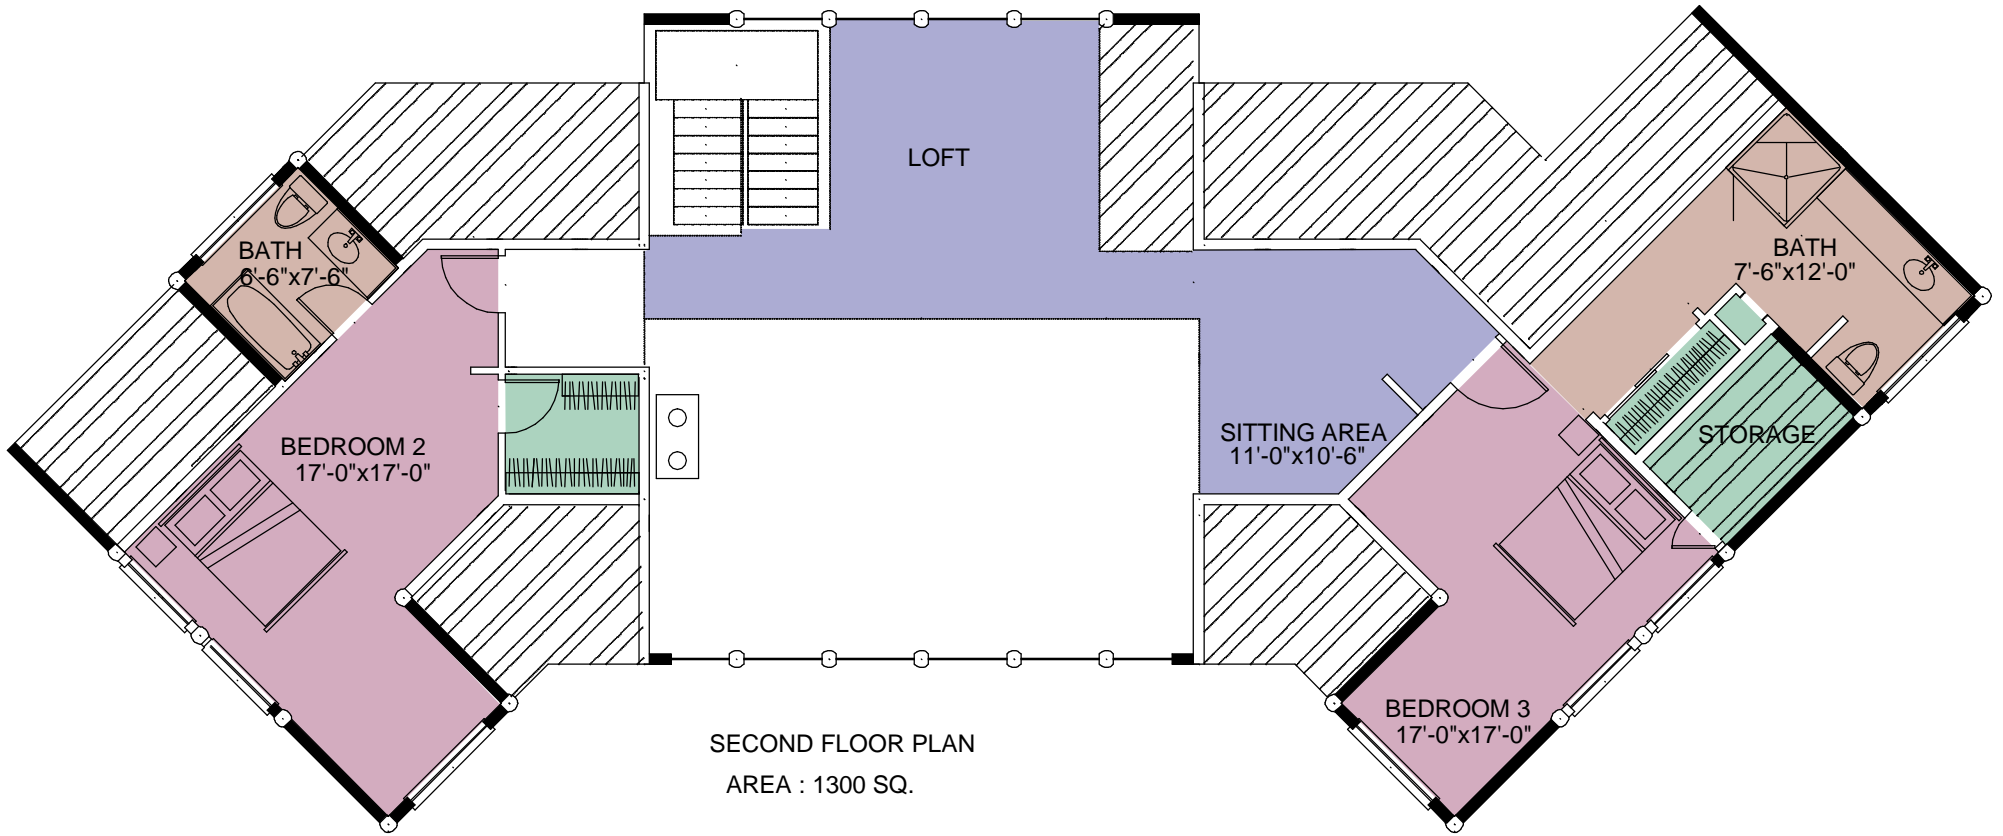 LOFT
BATH
6'-6"x7'-6"
BATH
7'-6"x12'-0"
BEDROOM 2
17'-0"x17'-0"
SITTING AREA
11'-0"x10'-6"
STORAGE
BEDROOM 3
17'-0"x17'-0"
SECOND FLOOR PLAN
AREA : 1300 SQ.